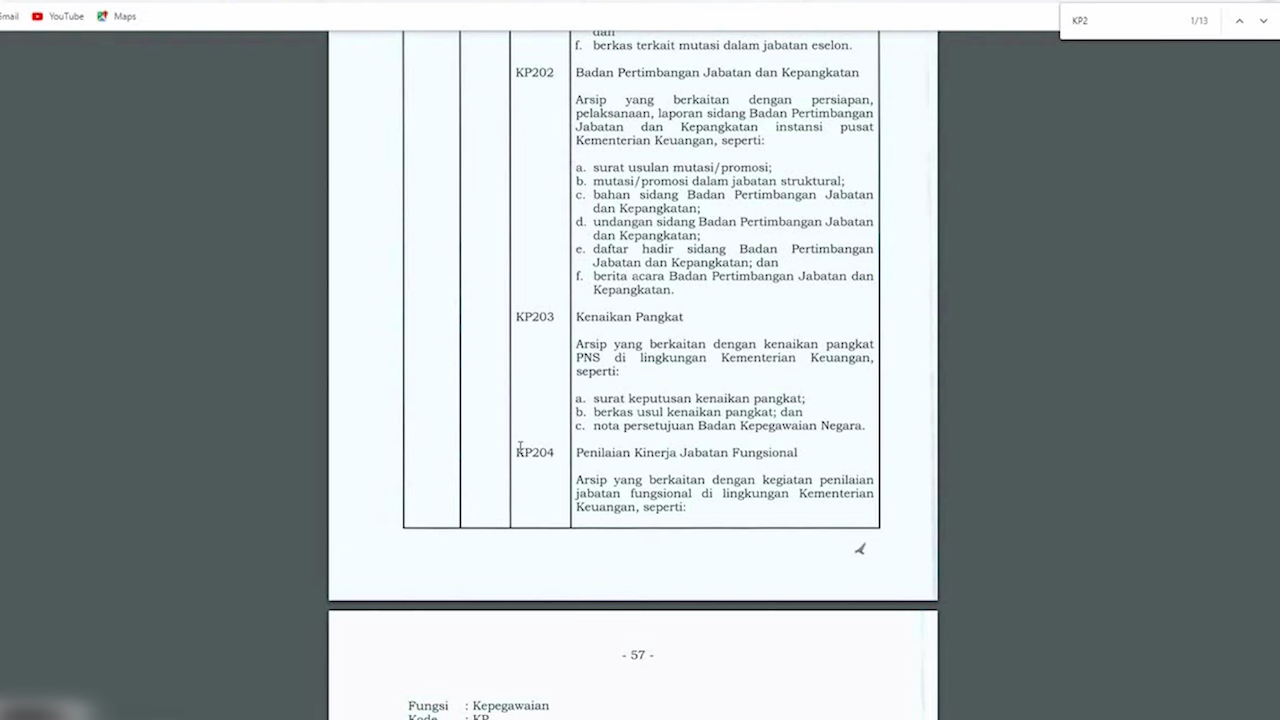 Email YouTube Maps
KP2 1/13
dan
f. berkas terkait mutasi dalam jabatan eselon.
KP202 Badan Pertimbangan Jabatan dan Kepangkatan
Arsip yang berkaitan dengan persiapan,
pelaksanaan, laporan sidang Badan Pertimbangan
Jabatan dan Kepangkatan instansi pusat
Kementerian Keuangan, seperti:
a. surat usulan mutasi/promosi;
b. mutasi/promosi dalam jabatan struktural;
c. bahan sidang Badan Pertimbangan Jabatan
dan Kepangkatan;
d. undangan sidang Badan Pertimbangan Jabatan
dan Kepangkatan;
e. daftar hadir sidang Badan Pertimbangan
Jabatan dan Kepangkatan; dan
f. berita acara Badan Pertimbangan Jabatan dan
Kepangkatan.
KP203 Kenaikan Pangkat
Arsip yang berkaitan dengan kenaikan pangkat
PNS di lingkungan Kementerian Keuangan,
seperti:
a. surat keputusan kenaikan pangkat;
b. berkas usul kenaikan pangkat; dan
c. nota persetujuan Badan Kepegawaian Negara.
KP204 Penilaian Kinerja Jabatan Fungsional
Arsip yang berkaitan dengan kegiatan penilaian
jabatan fungsional di lingkungan Kementerian
Keuangan, seperti:
- 57 -
Fungsi : Kepegawaian
Kode : KP